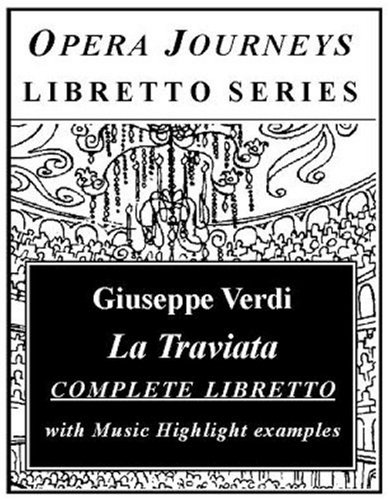 OPERA JOURNEYS
LIBRETTO SERIES
Giuseppe Verdi
La Traviata
COMPLETE LIBRETTO
with Music Highlight examples